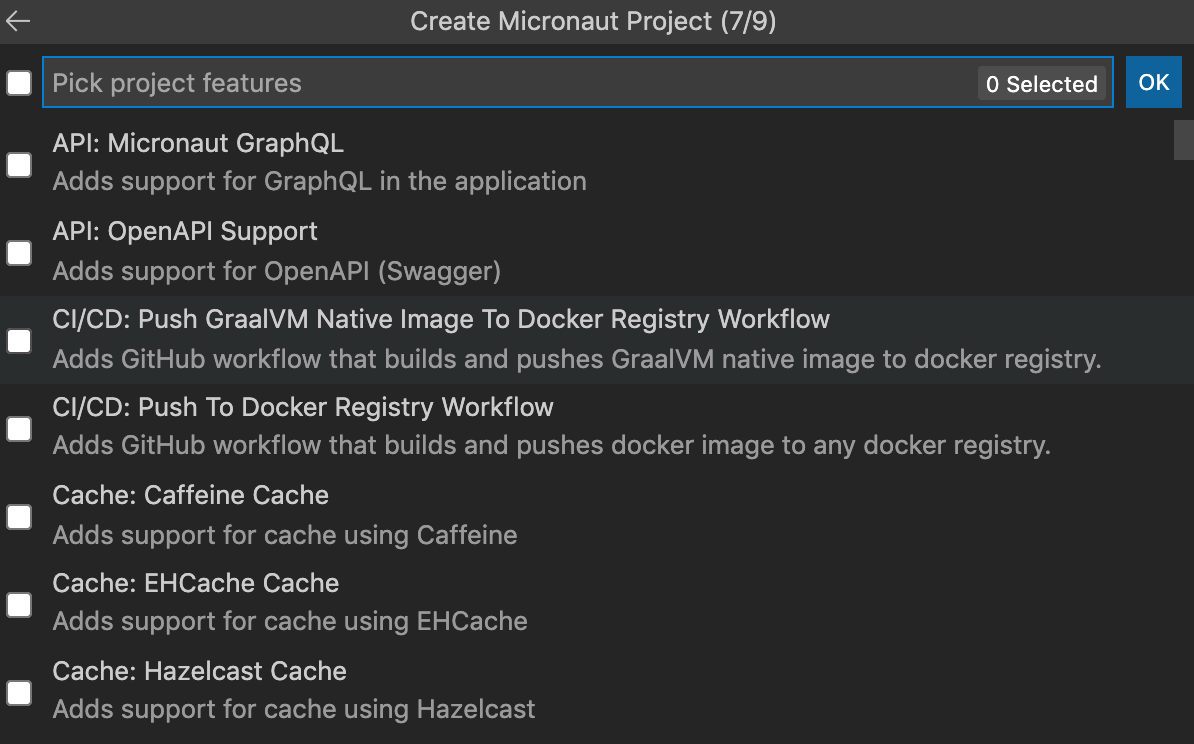 Create Micronaut Project (7/9)
Pick project features
0 Selected
OK
API: Micronaut GraphQL
Adds support for GraphQL in the application
API: OpenAPI Support
Adds support for OpenAPI (Swagger)
CI/CD: Push GraalVM Native Image To Docker Registry Workflow
Adds GitHub workflow that builds and pushes GraalVM native image to docker registry.
CI/CD: Push To Docker Registry Workflow
Adds GitHub workflow that builds and pushes docker image to any docker registry.
Cache: Caffeine Cache
Adds support for cache using Caffeine
Cache: EHCache Cache
Adds support for cache using EHCache
Cache: Hazelcast Cache
Adds support for cache using Hazelcast